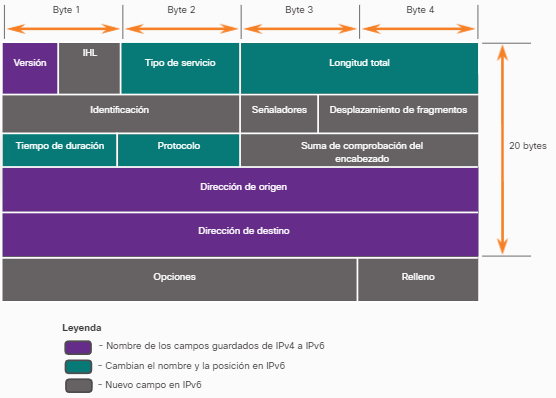 Byte 1 Byte 2 Byte 3 Byte 4
Versión IHL Tipo de servicio Longitud total
Identificación Señaladores Desplazamiento de fragmentos
20 bytes
Tiempo de duración Protocolo Suma de comprobación del
encabezado
Dirección de origen
Dirección de destino
Opciones Relleno
Leyenda
- Nombre de los campos guardados de IPv4 a IPv6
- Cambian el nombre y la posición en IPv6
- Nuevo campo en IPv6